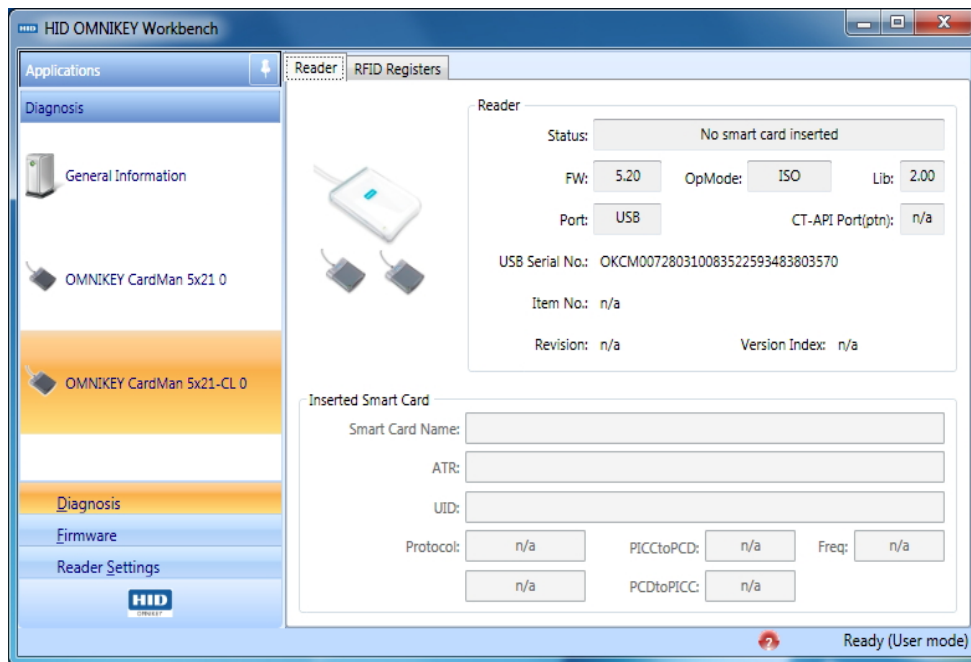 HID OMNIKEY Workbench
Applications
Diagnosis
General Information
OMNIKEY CardMan 5x21 0
OMNIKEY CardMan 5x21-CL 0
Diagnosis
Firmware
Reader Settings
HID
OMNIKEY
Reader RFID Registers
Reader
Status: No smart card inserted
FW: 5.20 OpMode: ISO Lib: 2.00
Port: USB CT-API Port(ptn): n/a
USB Serial No.: OKCM0072803100835225934838035​70
Item No.: n/a
Revision: n/a Version Index: n/a
Inserted Smart Card
Smart Card Name:
ATR:
UID:
Protocol: n/a PICCtoPCD: n/a Freq: n/a
n/a PCDtoPICC: n/a
Ready (User mode)